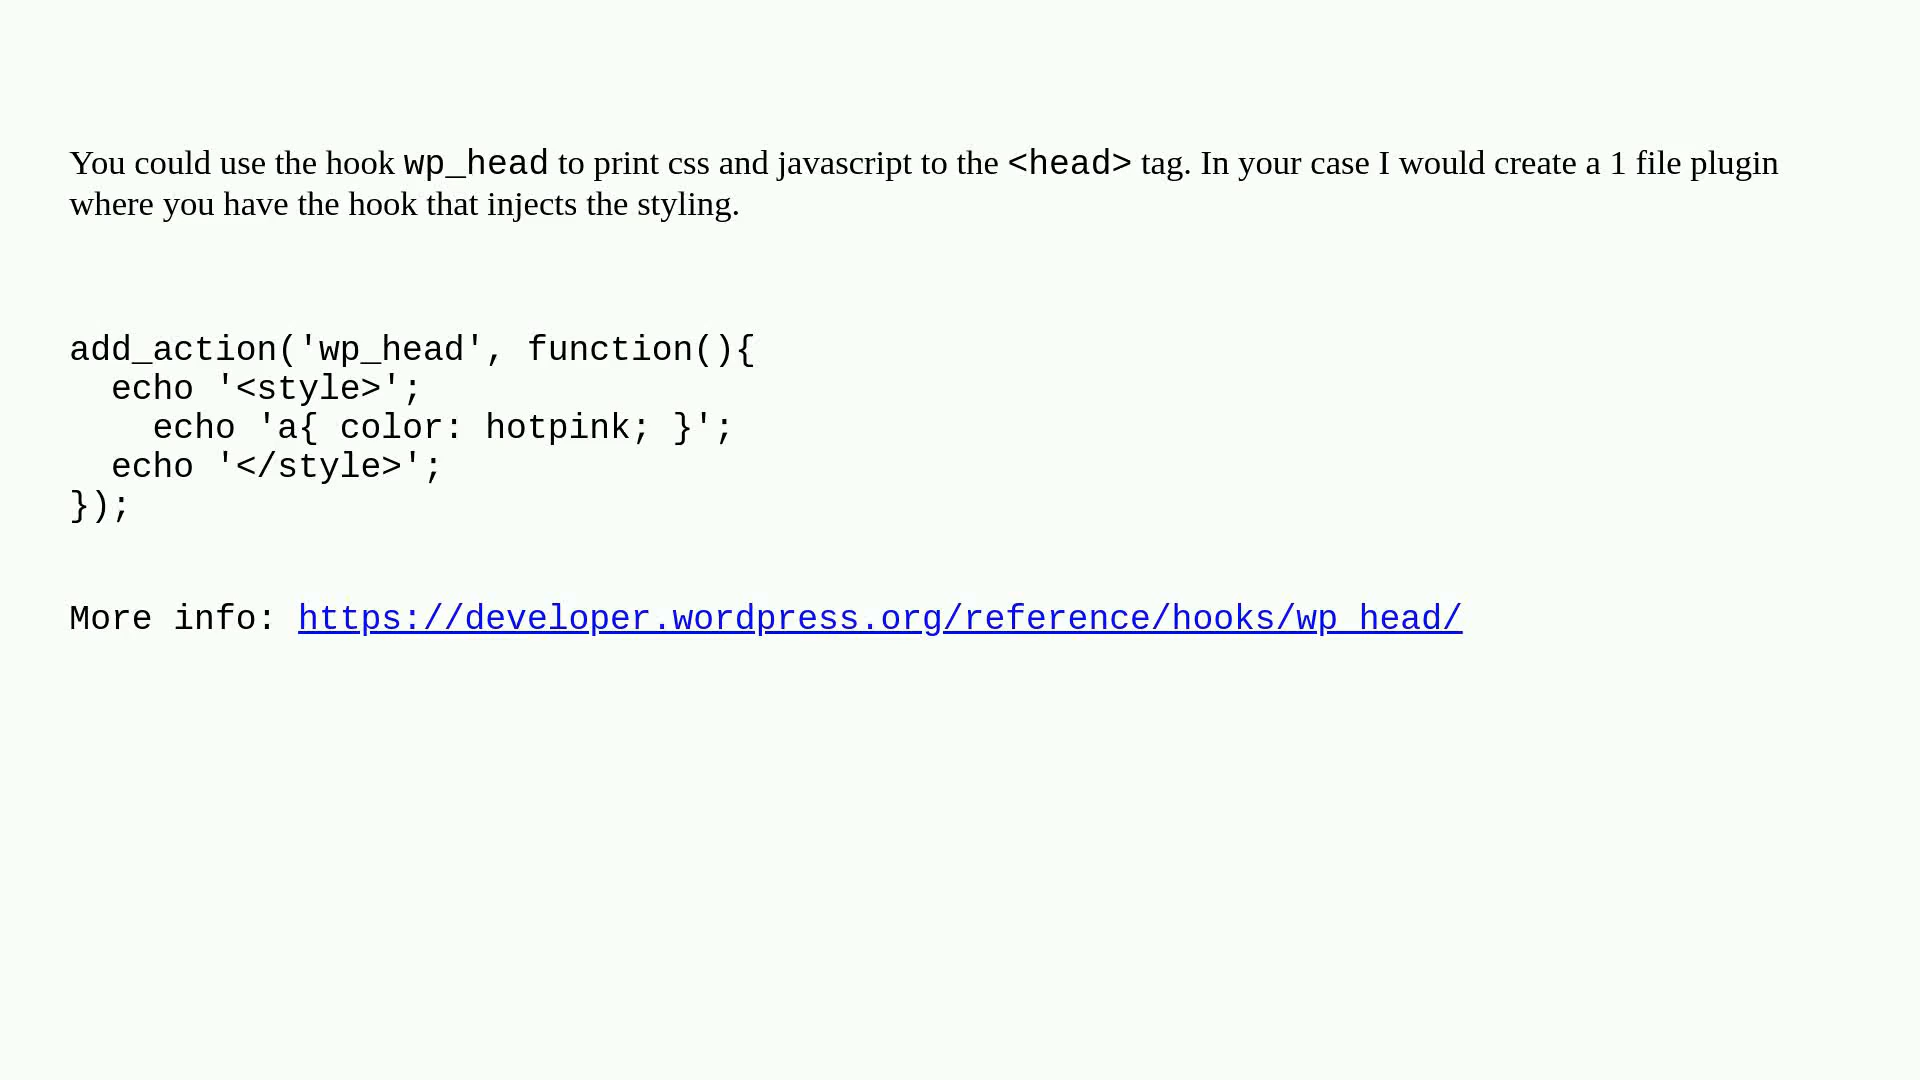 You could use the hook wp_head to print css and javascript to the <head> tag. In your case I would create a 1 file plugin
where you have the hook that injects the styling.
add_action('wp_head', function(){
  echo '<style>';
    echo 'a{ color: hotpink; }';
  echo '</style>';
});
More info: https://developer.wordpress.org/reference/hooks/wp_head/